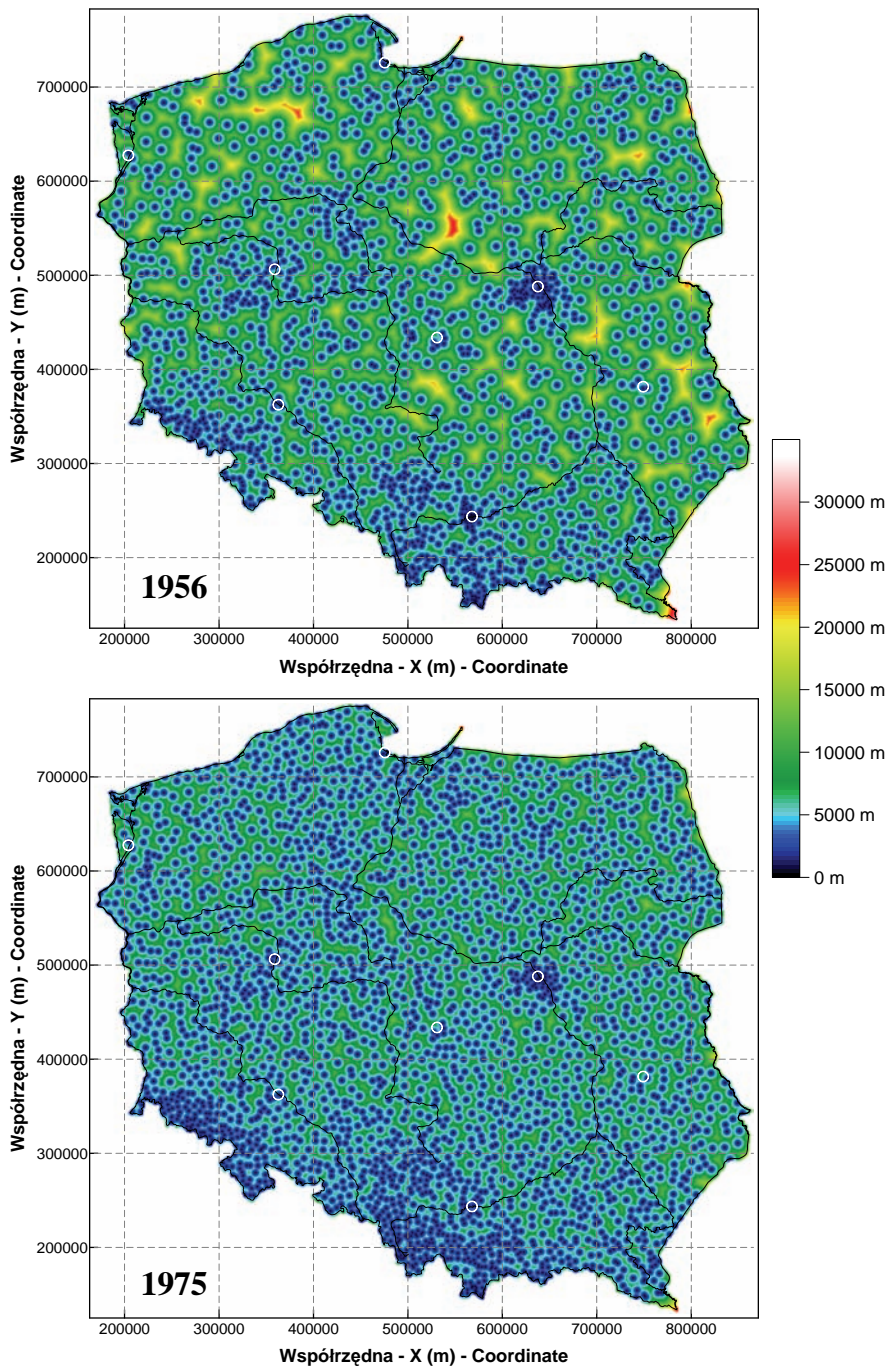 700000
600000
500000
400000
300000
200000
Współrzędna - Y (m) - Coordinate
1956
200000 300000 400000 500000 600000 700000 800000
Współrzędna - X (m) - Coordinate
30000 m
25000 m
20000 m
15000 m
10000 m
5000 m
0 m
700000
600000
500000
400000
300000
200000
Współrzędna - Y (m) - Coordinate
1975
200000 300000 400000 500000 600000 700000 800000
Współrzędna - X (m) - Coordinate